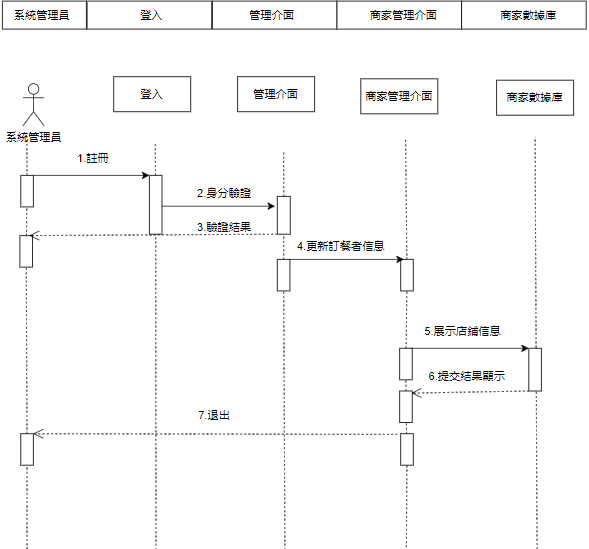 系統管理員 登入 管理介面 商家管理介面 商家數據庫
登入 管理介面 商家管理介面 商家數據庫
系統管理員
1.註冊
2.身分驗證
3.驗證結果
4.更新訂餐者信息
5.展示店鋪信息
6.提交結果顯示
7.退出